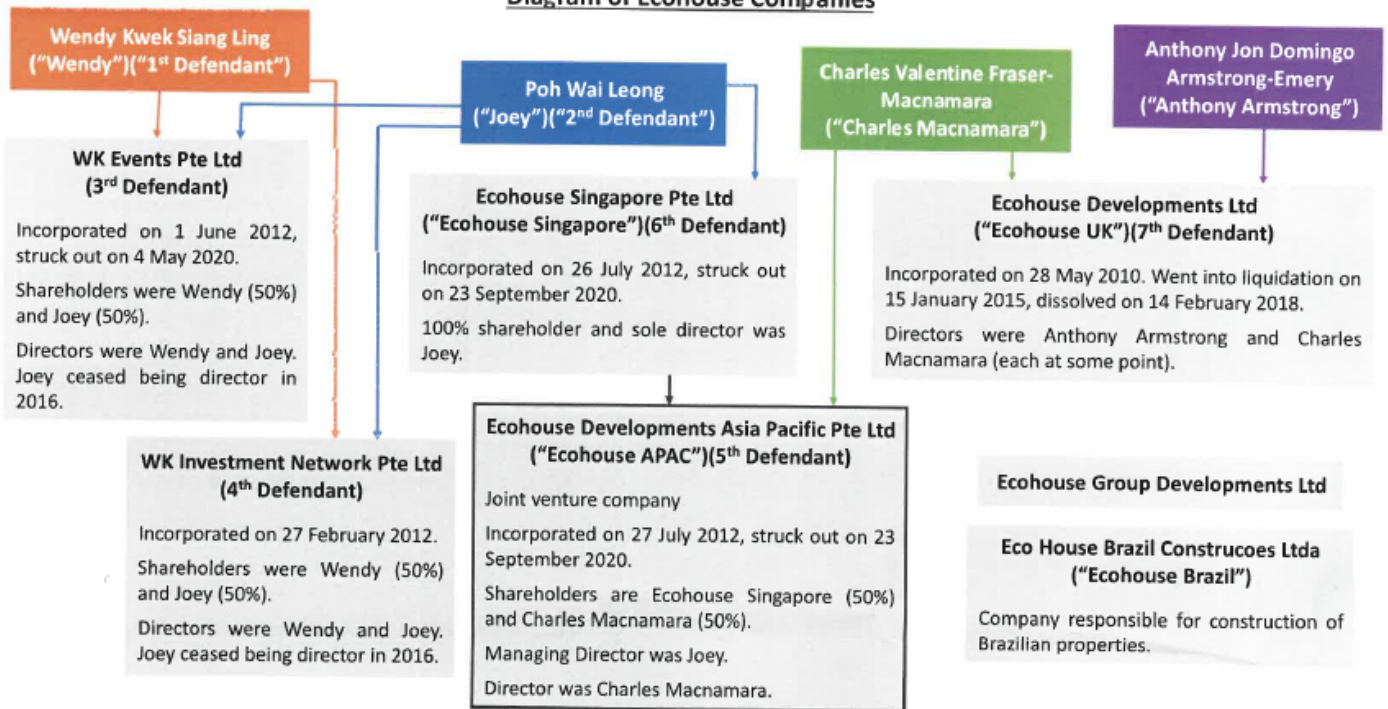 Diagram of Ecohouse Companies
Wendy Kwek Siang Ling
("Wendy")("1st Defendant")
Poh Wai Leong
("Joey")("2nd Defendant")
Charles Valentine Fraser-
Macnamara
("Charles Macnamara")
Anthony Jon Domingo
Armstrong-Emery
("Anthony Armstrong")
WK Events Pte Ltd
(3rd Defendant)
Incorporated on 1 June 2012,
struck out on 4 May 2020.
Shareholders were Wendy (50%)
and Joey (50%).
Directors were Wendy and Joey.
Joey ceased being director in
2016.
Ecohouse Singapore Pte Ltd
("Ecohouse Singapore")(6th Defendant)
Incorporated on 26 July 2012, struck out
on 23 September 2020.
100% shareholder and sole director was
Joey.
Ecohouse Developments Ltd
("Ecohouse UK")(7th Defendant)
Incorporated on 28 May 2010. Went into liquidation on
15 January 2015, dissolved on 14 February 2018.
Directors were Anthony Armstrong and Charles
Macnamara (each at some point).
WK Investment Network Pte Ltd
(4th Defendant)
Incorporated on 27 February 2012.
Shareholders were Wendy (50%)
and Joey (50%).
Directors were Wendy and Joey.
Joey ceased being director in 2016.
Ecohouse Developments Asia Pacific Pte Ltd
("Ecohouse APAC")(5th Defendant)
Joint venture company
Incorporated on 27 July 2012, struck out on 23
September 2020.
Shareholders are Ecohouse Singapore (50%)
and Charles Macnamara (50%).
Managing Director was Joey.
Director was Charles Macnamara.
Ecohouse Group Developments Ltd
Eco House Brazil Construcoes Ltda
("Ecohouse Brazil")
Company responsible for construction of
Brazilian properties.